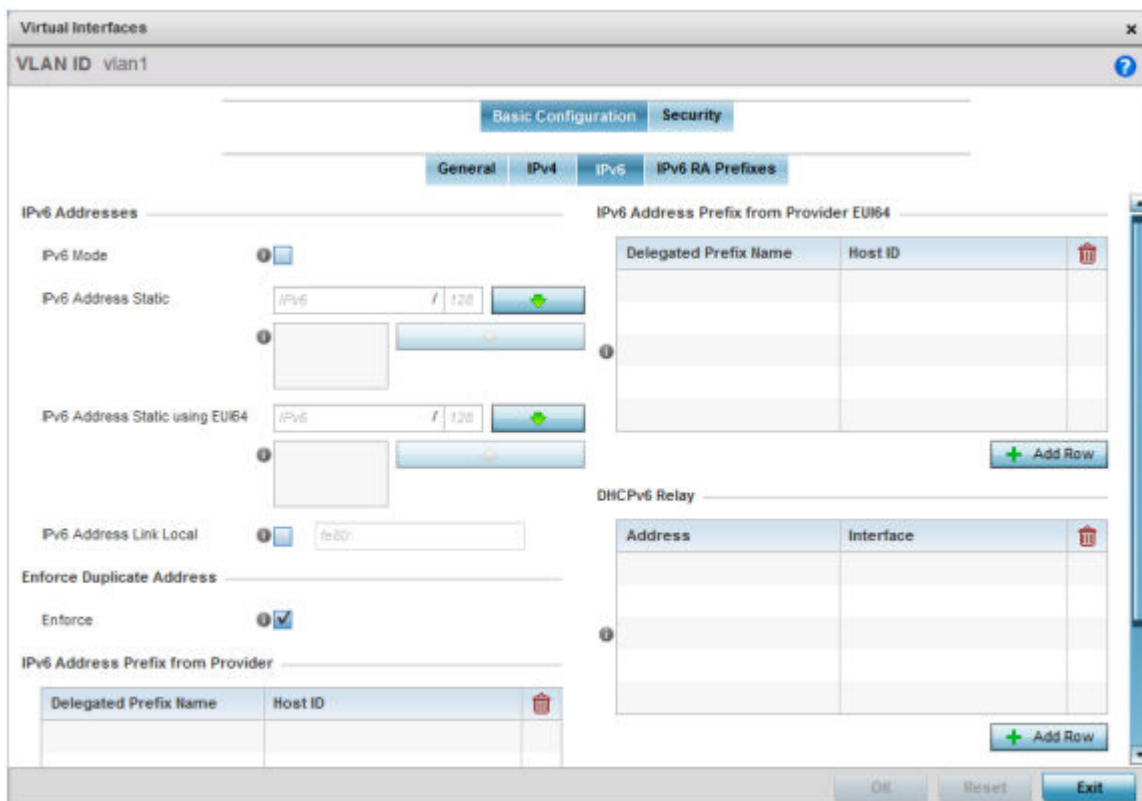 Virtual Interfaces
VLAN ID vlan1
Basic Configuration Security
General IPv4 IPv6 IPv6 RA Prefixes
IPv6 Addresses
IPv6 Mode
IPv6 Address Static
IPv6 / 128
IPv6 Address Static using EUI64
IPv6 / 128
IPv6 Address Link Local
fe80:
Enforce Duplicate Address
Enforce
IPv6 Address Prefix from Provider
Delegated Prefix Name Host ID
IPv6 Address Prefix from Provider EUI64
Delegated Prefix Name Host ID
Add Row
DHCPv6 Relay
Address Interface
Add Row
OK Reset Exit